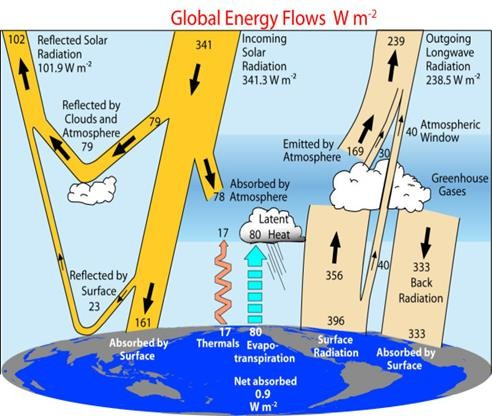 Global Energy Flows W m-2
102
Reflected Solar
Radiation
101.9 W m-2
341
Incoming
Solar
Radiation
341.3 W m-2
239
Outgoing
Longwave
Radiation
238.5 W m-2
Reflected by
Clouds and
Atmosphere
79
79
Emitted by
Atmosphere
169
30
40
Atmospheric
Window
Greenhouse
Gases
78
Absorbed by
Atmosphere
17
80
Latent
Heat
Reflected by
Surface
23
356
40
333
Back
Radiation
161
Absorbed by
Surface
17
Thermals
80
Evapo-
transpiration
396
Surface
Radiation
333
Absorbed by
Surface
Net absorbed
0.9
W m-2